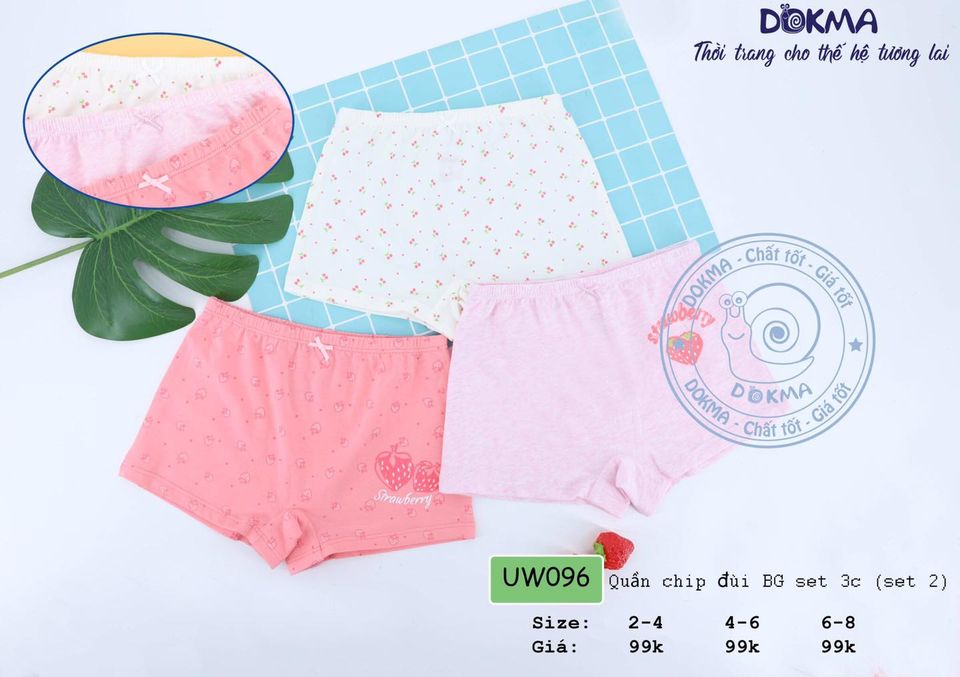 DOKMA
Thời trang cho thế hệ tương lai
strawberry
DOKMA - Chất tốt - Giá tốt
DOKMA
DOKMA - Chất tốt - Giá tốt
Strawberry
UW096
Quần chip đùi BG set 3c (set 2)
Size: 2-4 4-6 6-8
Giá: 99k 99k 99k